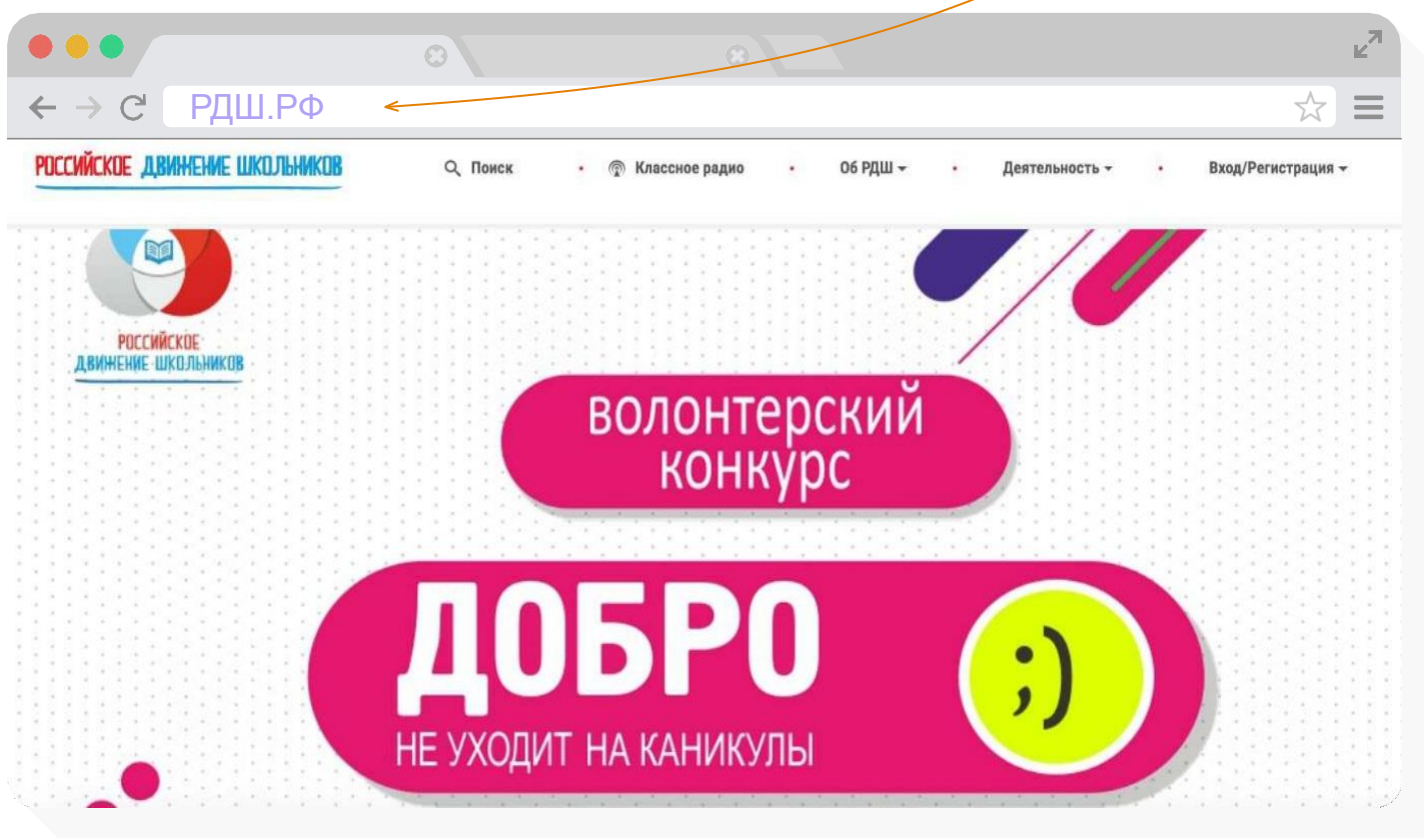 РДШ.РФ
РОССИЙСКОЕ ДВИЖЕНИЕ ШКОЛЬНИКОВ
Поиск • Классное радио • Об РДШ • Деятельность • Вход/Регистрация
РОССИЙСКОЕ
ДВИЖЕНИЕ ШКОЛЬНИКОВ
ВОЛОНТЕРСКИЙ
КОНКУРС
ДОБРО
;)
НЕ УХОДИТ НА КАНИКУЛЫ